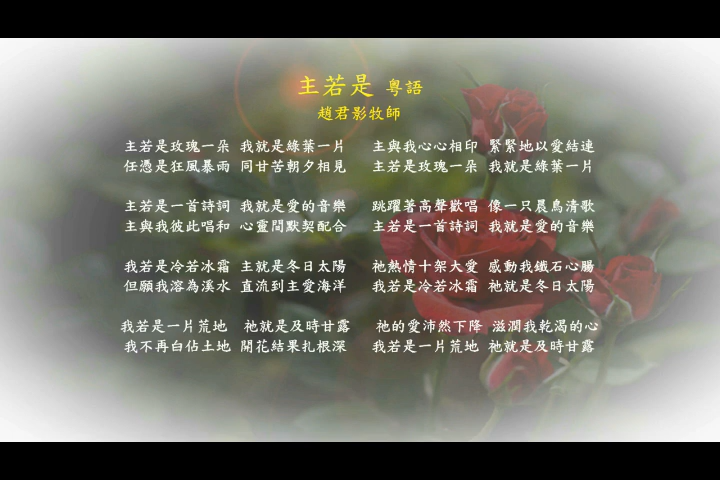 主若是 粵語
趙君影牧師
主若是玫瑰一朵 我就是綠葉一片 主與我心心相印 緊緊地以愛結連
任憑是狂風暴雨 同甘苦朝夕相見 主若是玫瑰一朵 我就是綠葉一片
主若是一首詩詞 我就是愛的音樂 跳躍著高聲歡唱 像一只晨鳥清歌
主與我彼此唱和 心靈間默契配合 主若是一首詩詞 我就是愛的音樂
我若是冷若冰霜 主就是冬日太陽 祂熱情十架大愛 感動我鐵石心腸
但願我溶為溪水 直流到主愛海洋 我若是冷若冰霜 祂就是冬日太陽
我若是一片荒地 祂就是及時甘露 祂的愛沛然下降 滋潤我乾渴的心
我不再白佔土地 開花結果扎根深 我若是一片荒地 祂就是及時甘露